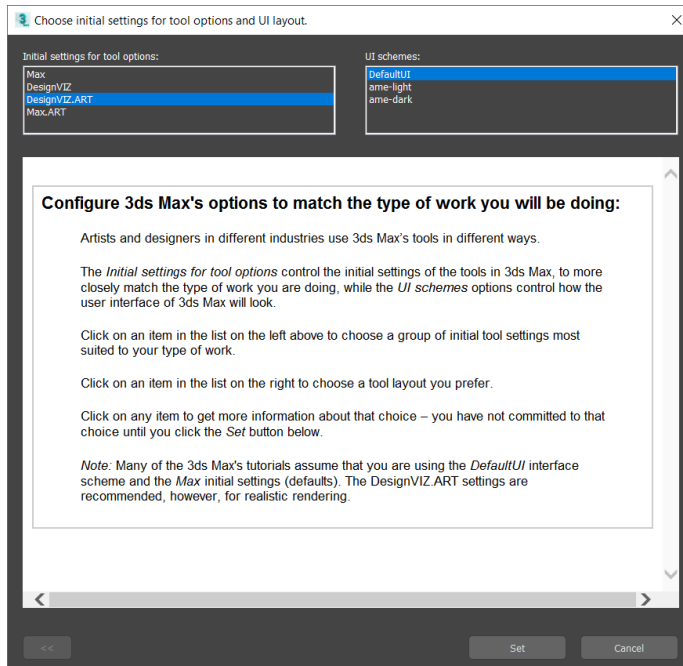 Choose initial settings for tool options and UI layout.
Initial settings for tool options:
Max
DesignVIZ
DesignVIZ.ART
Max.ART
UI schemes:
DefaultUI
ame-light
ame-dark
Configure 3ds Max's options to match the type of work you will be doing:
Artists and designers in different industries use 3ds Max's tools in different ways.
The Initial settings for tool options control the initial settings of the tools in 3ds Max, to more
closely match the type of work you are doing, while the UI schemes options control how the
user interface of 3ds Max will look.
Click on an item in the list on the left above to choose a group of initial tool settings most
suited to your type of work.
Click on an item in the list on the right to choose a tool layout you prefer.
Click on any item to get more information about that choice – you have not committed to that
choice until you click the Set button below.
Note: Many of the 3ds Max's tutorials assume that you are using the DefaultUI interface
scheme and the Max initial settings (defaults). The DesignVIZ.ART settings are
recommended, however, for realistic rendering.
<<
Set
Cancel